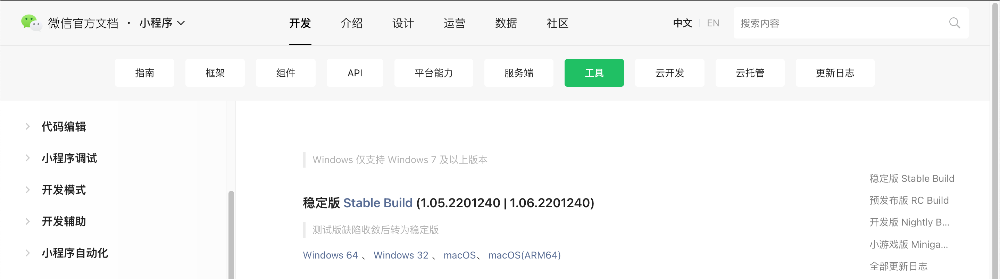 微信官方文档 · 小程序
开发 介绍 设计 运营 数据 社区
中文 EN
搜索内容
指南 框架 组件 API 平台能力 服务端 工具 云开发 云托管 更新日志
代码编辑
小程序调试
开发模式
开发辅助
小程序自动化
Windows 仅支持 Windows 7 及以上版本
稳定版 Stable Build (1.05.2201240 | 1.06.2201240)
测试版缺陷收敛后转为稳定版
Windows 64 、 Windows 32 、 macOS、 macOS(ARM64)
稳定版 Stable Build
预发布版 RC Build
开发版 Nightly B...
小游戏版 Miniga...
全部更新日志